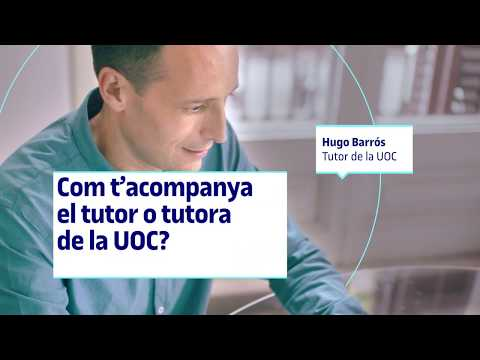 Com t’acompanya
el tutor o tutora
de la UOC?
Hugo Barrós
Tutor de la UOC